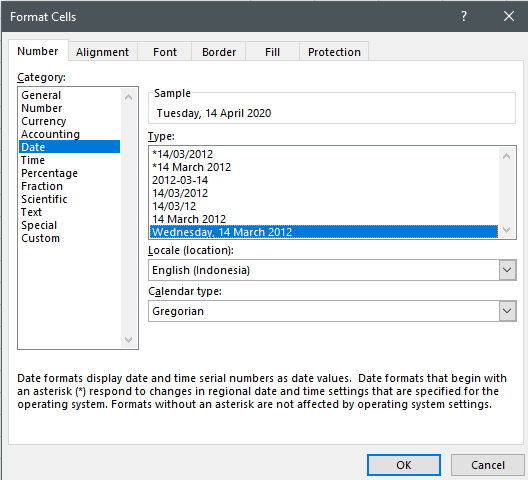 Format Cells
?
Number
Alignment
Font
Border
Fill
Protection
Category:
General
Number
Currency
Accounting
Date
Time
Percentage
Fraction
Scientific
Text
Special
Custom
Sample
Tuesday, 14 April 2020
Type:
*14/03/2012
*14 March 2012
2012-03-14
14/03/2012
14/03/12
14 March 2012
Wednesday, 14 March 2012
Locale (location):
English (Indonesia)
Calendar type:
Gregorian
Date formats display date and time serial numbers as date values.  Date formats that begin with
an asterisk (*) respond to changes in regional date and time settings that are specified for the
operating system. Formats without an asterisk are not affected by operating system settings.
OK
Cancel